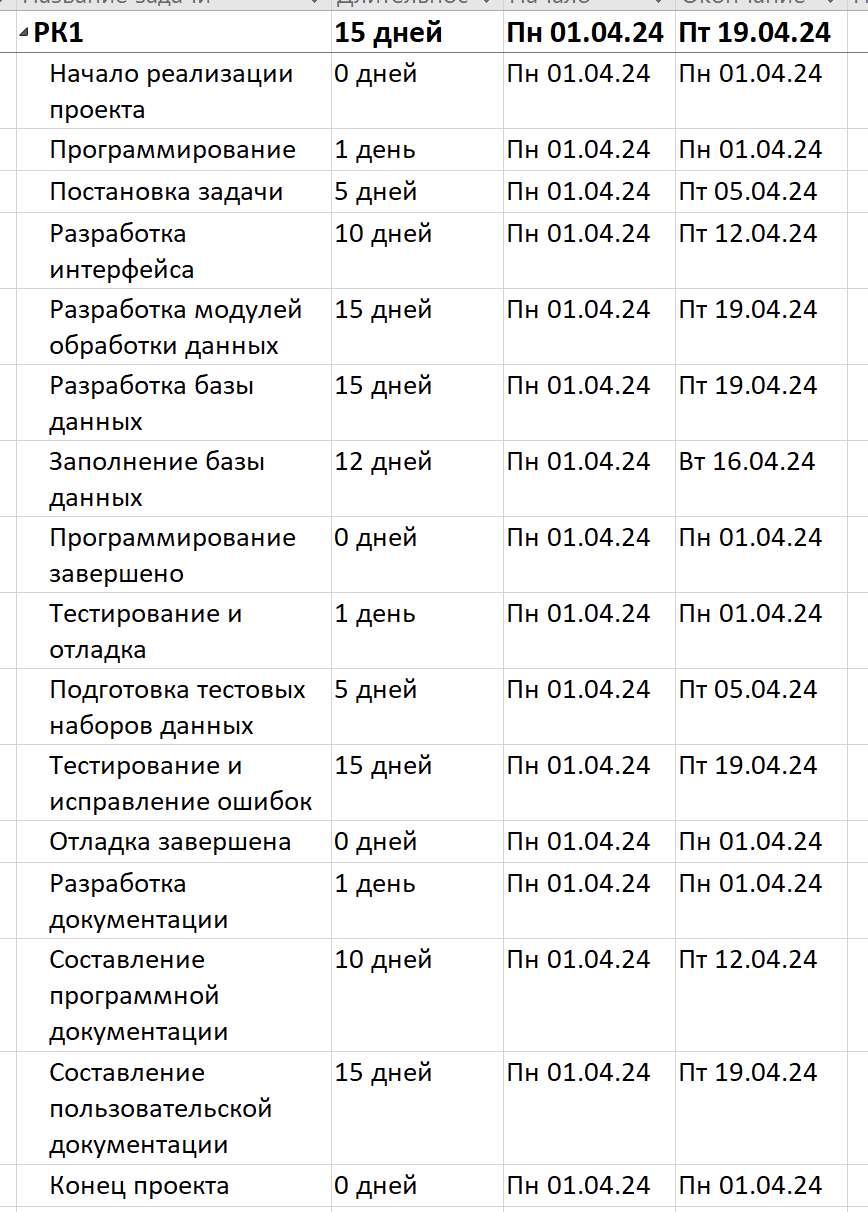 РК1 15 дней Пн 01.04.24 Пт 19.04.24
Начало реализации 0 дней Пн 01.04.24 Пн 01.04.24
проекта
Программирование 1 день Пн 01.04.24 Пн 01.04.24
Постановка задачи 5 дней Пн 01.04.24 Пт 05.04.24
Разработка 10 дней Пн 01.04.24 Пт 12.04.24
интерфейса
Разработка модулей 15 дней Пн 01.04.24 Пт 19.04.24
обработки данных
Разработка базы 15 дней Пн 01.04.24 Пт 19.04.24
данных
Заполнение базы 12 дней Пн 01.04.24 Вт 16.04.24
данных
Программирование 0 дней Пн 01.04.24 Пн 01.04.24
завершено
Тестирование и 1 день Пн 01.04.24 Пн 01.04.24
отладка
Подготовка тестовых 5 дней Пн 01.04.24 Пт 05.04.24
наборов данных
Тестирование и 15 дней Пн 01.04.24 Пт 19.04.24
исправление ошибок
Отладка завершена 0 дней Пн 01.04.24 Пн 01.04.24
Разработка 1 день Пн 01.04.24 Пн 01.04.24
документации
Составление 10 дней Пн 01.04.24 Пт 12.04.24
программной
документации
Составление 15 дней Пн 01.04.24 Пт 19.04.24
пользовательской
документации
Конец проекта 0 дней Пн 01.04.24 Пн 01.04.24